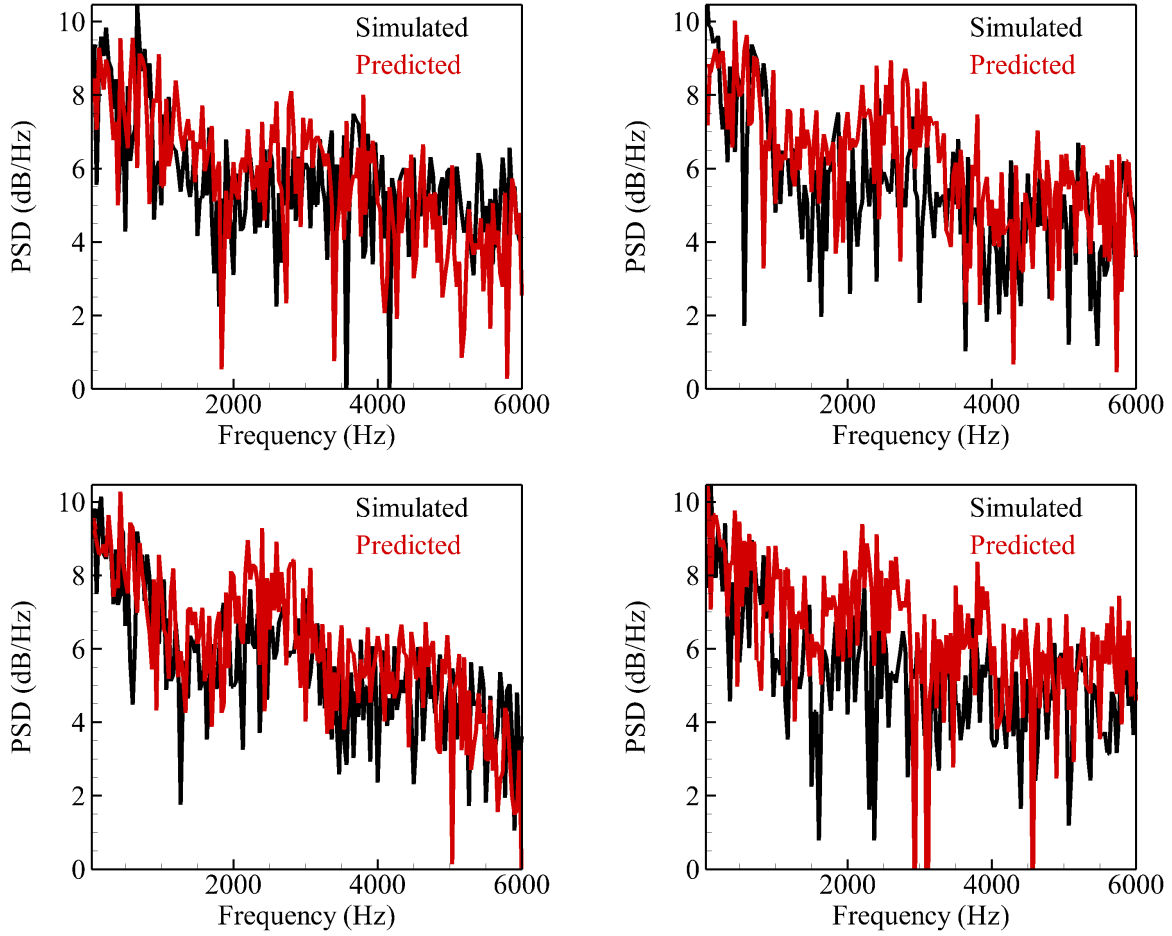 Simulated
Predicted
PSD (dB/Hz)
10
8
6
4
2
0
2000
4000
6000
Frequency (Hz)
Simulated
Predicted
PSD (dB/Hz)
10
8
6
4
2
0
2000
4000
6000
Frequency (Hz)
Simulated
Predicted
PSD (dB/Hz)
10
8
6
4
2
0
2000
4000
6000
Frequency (Hz)
Simulated
Predicted
PSD (dB/Hz)
10
8
6
4
2
0
2000
4000
6000
Frequency (Hz)